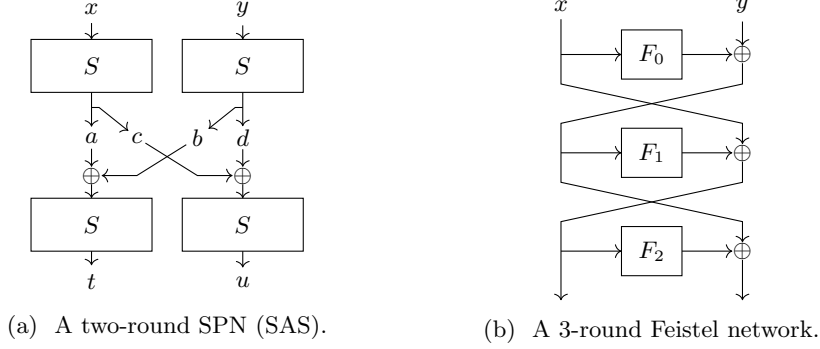 x y
S S
a c b d
⊕ ⊕
S S
t u
(a) A two-round SPN (SAS).
x y
F₀ ⊕
F₁ ⊕
F₂ ⊕
(b) A 3-round Feistel network.